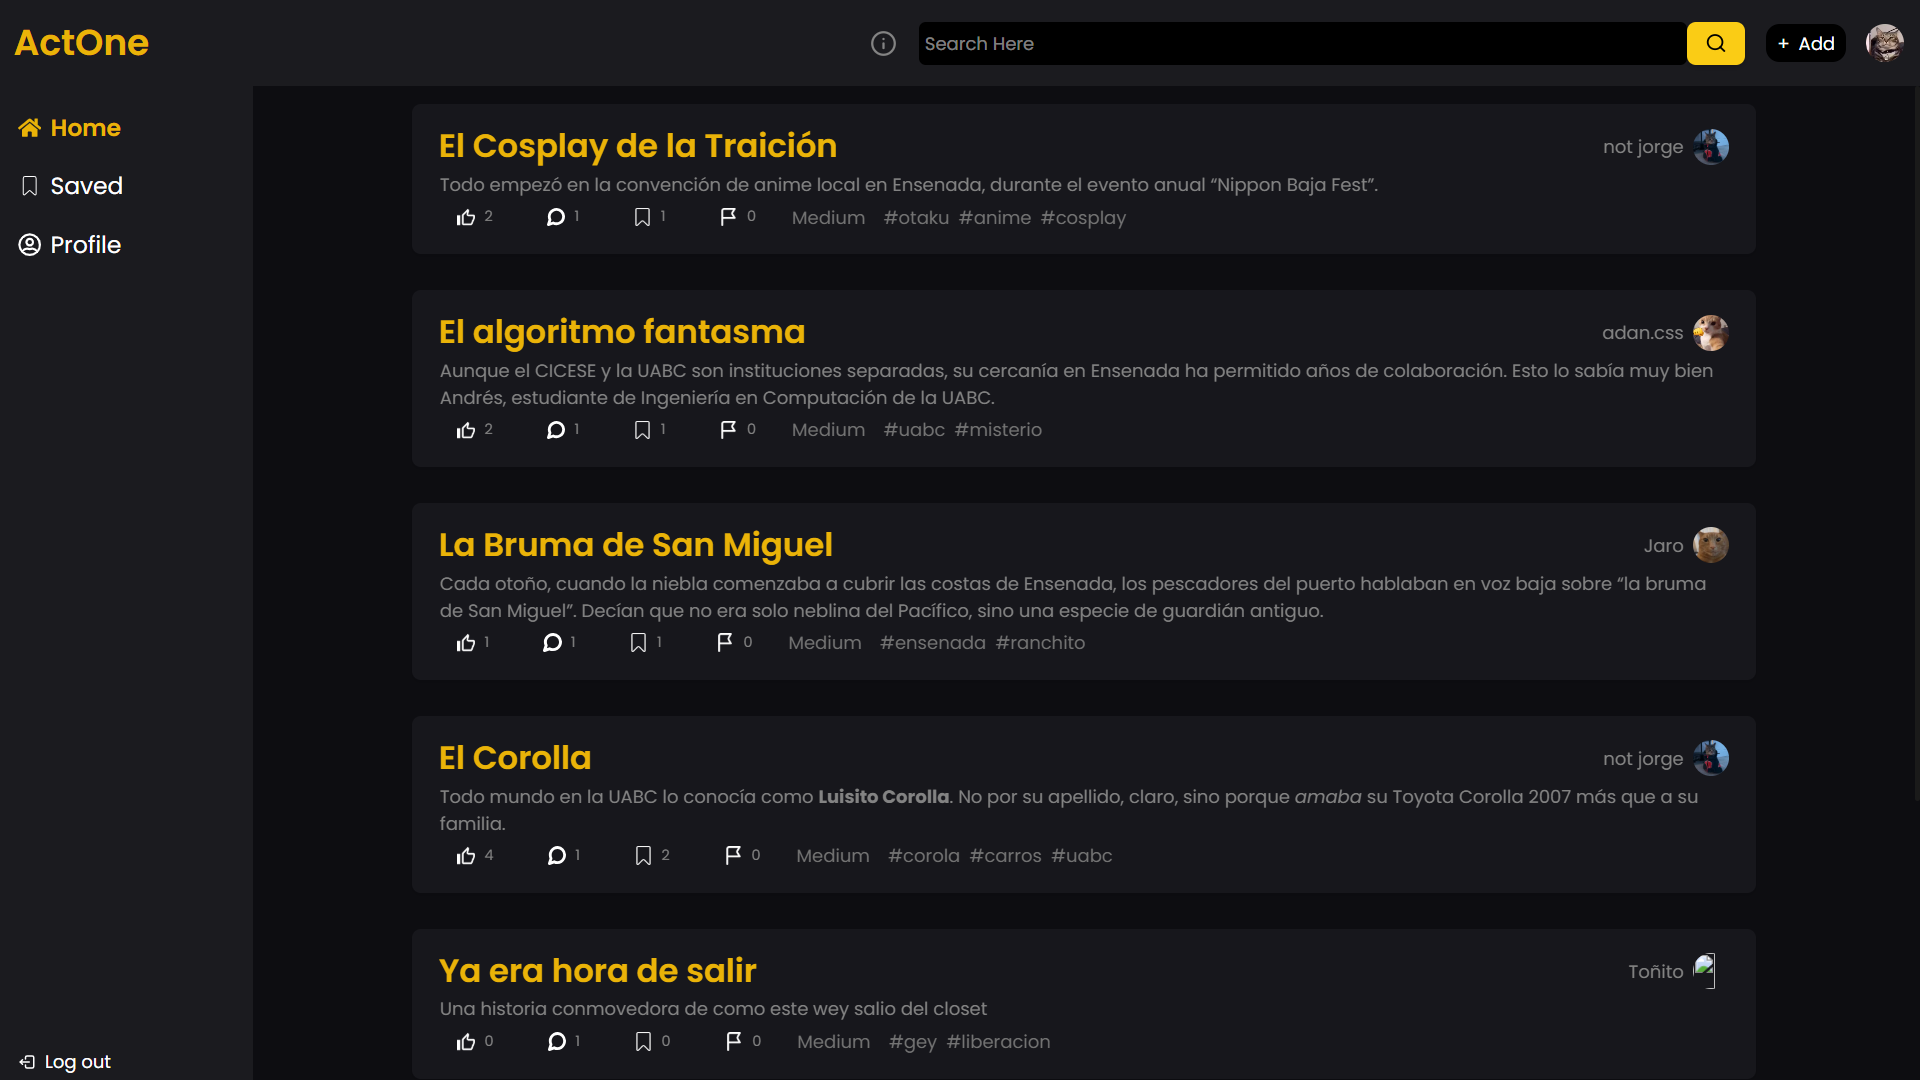 ActOne
Search Here
+ Add
Home
Saved
Profile
Log out
El Cosplay de la Traición
not jorge
Todo empezó en la convención de anime local en Ensenada, durante el evento anual “Nippon Baja Fest”.
2 1 1 0 Medium #otaku #anime #cosplay
El algoritmo fantasma
adan.css
Aunque el CICESE y la UABC son instituciones separadas, su cercanía en Ensenada ha permitido años de colaboración. Esto lo sabía muy bien
Andrés, estudiante de Ingeniería en Computación de la UABC.
2 1 1 0 Medium #uabc #misterio
La Bruma de San Miguel
Jaro
Cada otoño, cuando la niebla comenzaba a cubrir las costas de Ensenada, los pescadores del puerto hablaban en voz baja sobre “la bruma
de San Miguel”. Decían que no era solo neblina del Pacífico, sino una especie de guardián antiguo.
1 1 1 0 Medium #ensenada #ranchito
El Corolla
not jorge
Todo mundo en la UABC lo conocía como Luisito Corolla. No por su apellido, claro, sino porque amaba su Toyota Corolla 2007 más que a su
familia.
4 1 2 0 Medium #corola #carros #uabc
Ya era hora de salir
Toñito
Una historia conmovedora de como este wey salio del closet
0 1 0 0 Medium #gey #liberacion